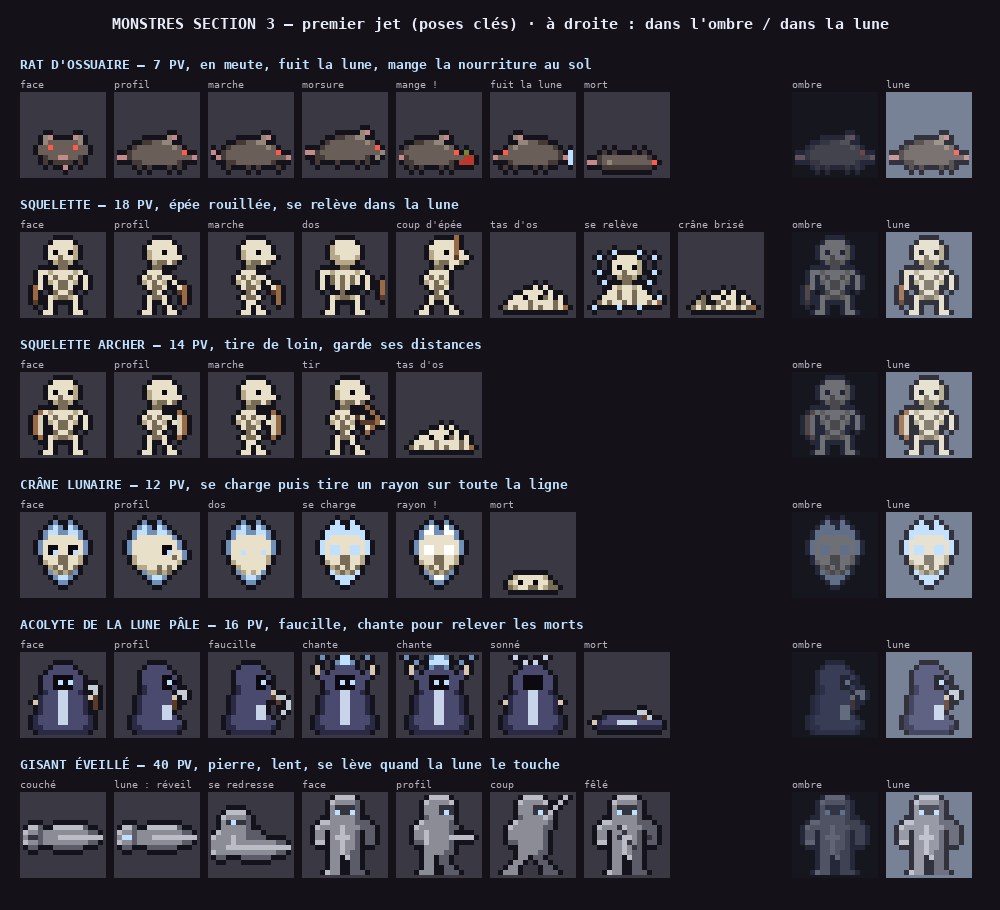 MONSTRES SECTION 3 — premier jet (poses clés) · à droite : dans l'ombre / dans la lune
RAT D'OSSUAIRE — 7 PV, en meute, fuit la lune, mange la nourriture au sol
face profil marche morsure mange ! fuit la lune mort ombre lune
SQUELETTE — 18 PV, épée rouillée, se relève dans la lune
face profil marche dos coup d'épée tas d'os se relève crâne brisé ombre lune
SQUELETTE ARCHER — 14 PV, tire de loin, garde ses distances
face profil marche tir tas d'os ombre lune
CRÂNE LUNAIRE — 12 PV, se charge puis tire un rayon sur toute la ligne
face profil dos se charge rayon ! mort ombre lune
ACOLYTE DE LA LUNE PÂLE — 16 PV, faucille, chante pour relever les morts
face profil faucille chante chante sonné mort ombre lune
GISANT ÉVEILLÉ — 40 PV, pierre, lent, se lève quand la lune le touche
couché lune : réveil se redresse face profil coup fêlé ombre lune